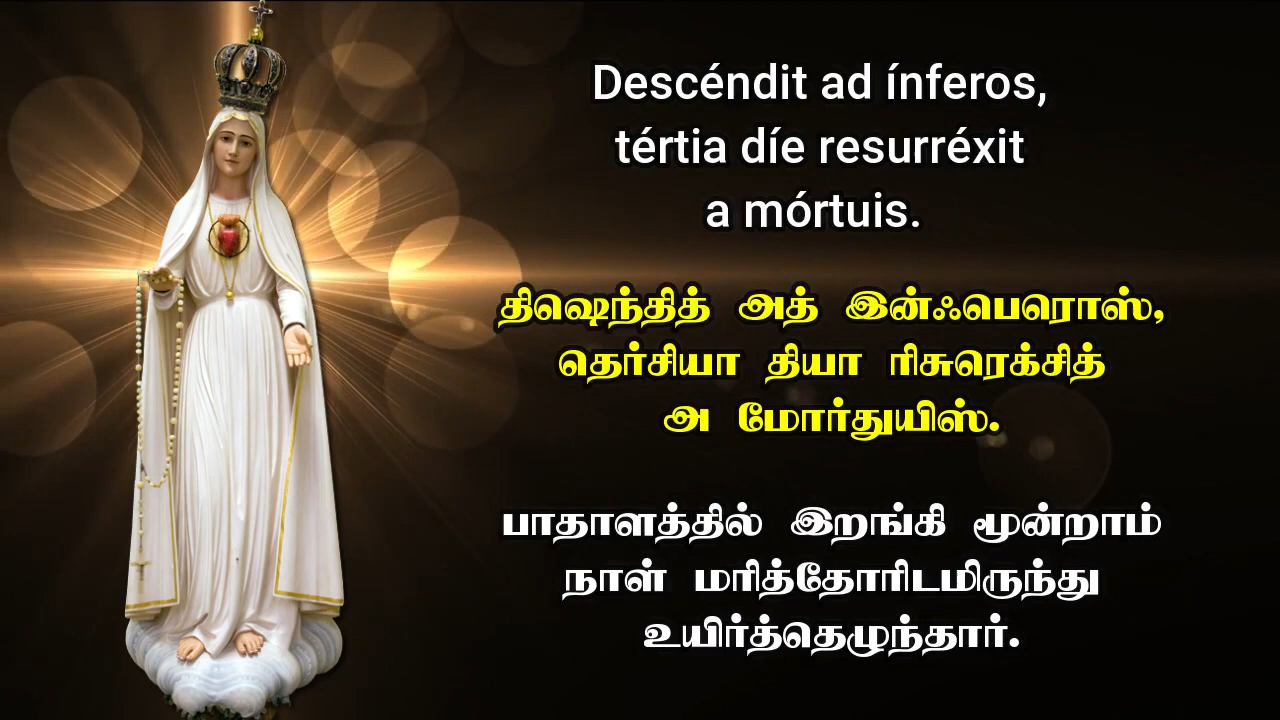 Descéndit ad ínferos,
tértia díe resurréxit
a mórtuis.
திஷெந்தித் அத் இன்ஃபெரொஸ்,
தெர்சியா தியா ரிசுரெக்சித்
அ மோர்துயிஸ்.
பாதாளத்தில் இறங்கி மூன்றாம்
நாள் மரித்தோரிடமிருந்து
உயிர்த்தெழுந்தார்.